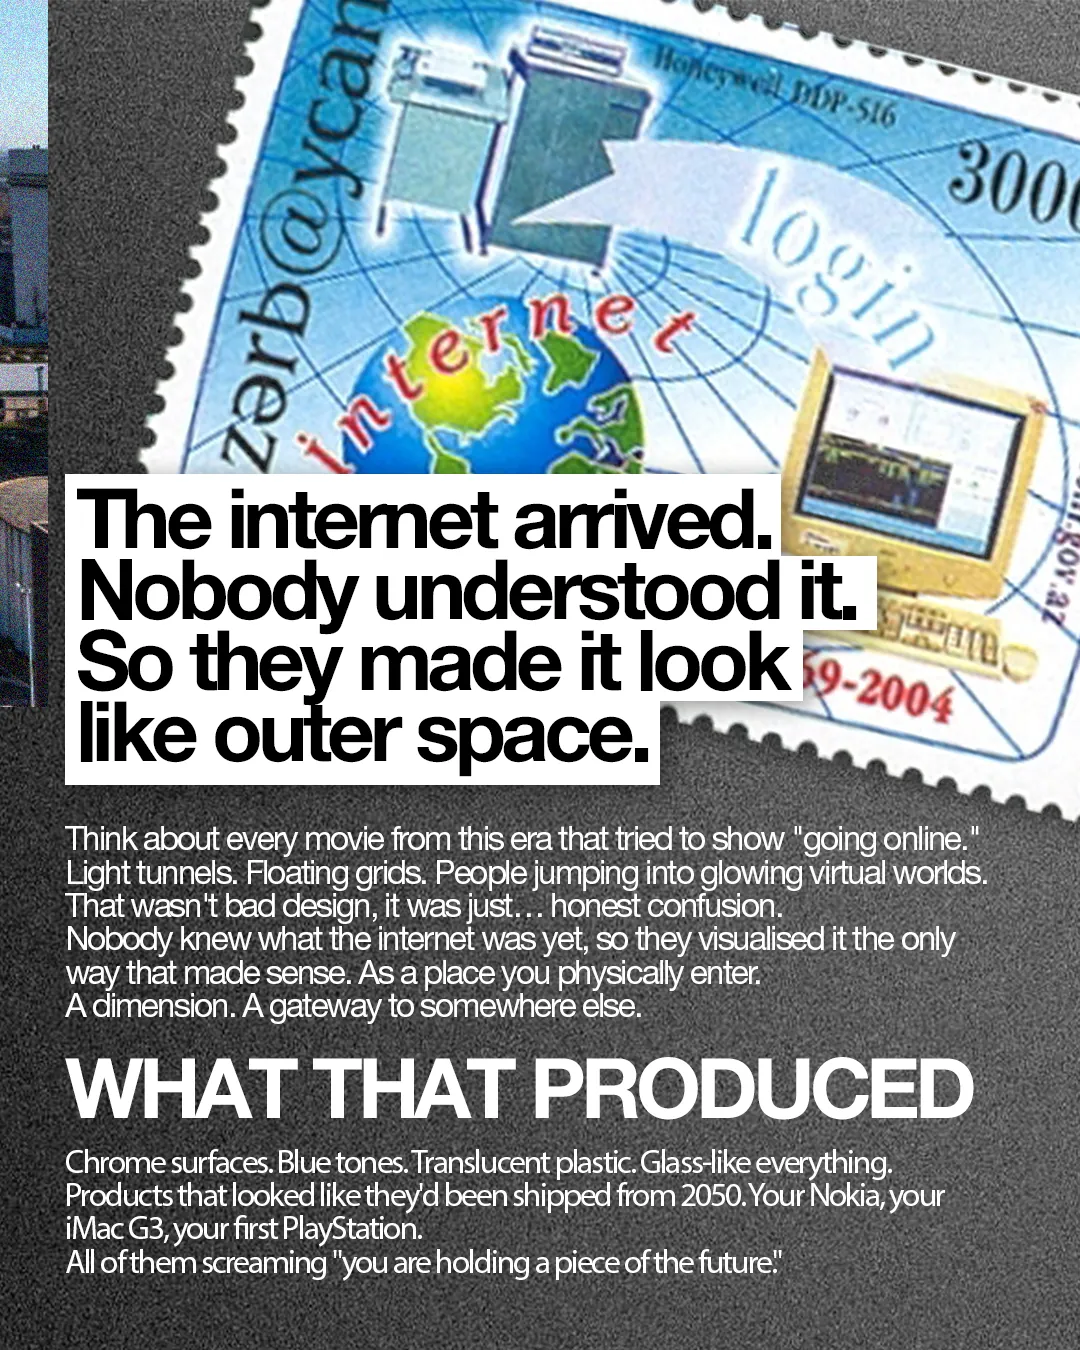 zərb@ycan
Honeywell DDP-516
login
internet
The internet arrived.
Nobody understood it.
So they made it look
like outer space.
9-2004
Think about every movie from this era that tried to show "going online."
Light tunnels. Floating grids. People jumping into glowing virtual worlds.
That wasn't bad design, it was just… honest confusion.
Nobody knew what the internet was yet, so they visualised it the only
way that made sense. As a place you physically enter.
A dimension. A gateway to somewhere else.
WHAT THAT PRODUCED
Chrome surfaces. Blue tones. Translucent plastic. Glass-like everything.
Products that looked like they'd been shipped from 2050. Your Nokia, your
iMac G3, your first PlayStation.
All of them screaming "you are holding a piece of the future."